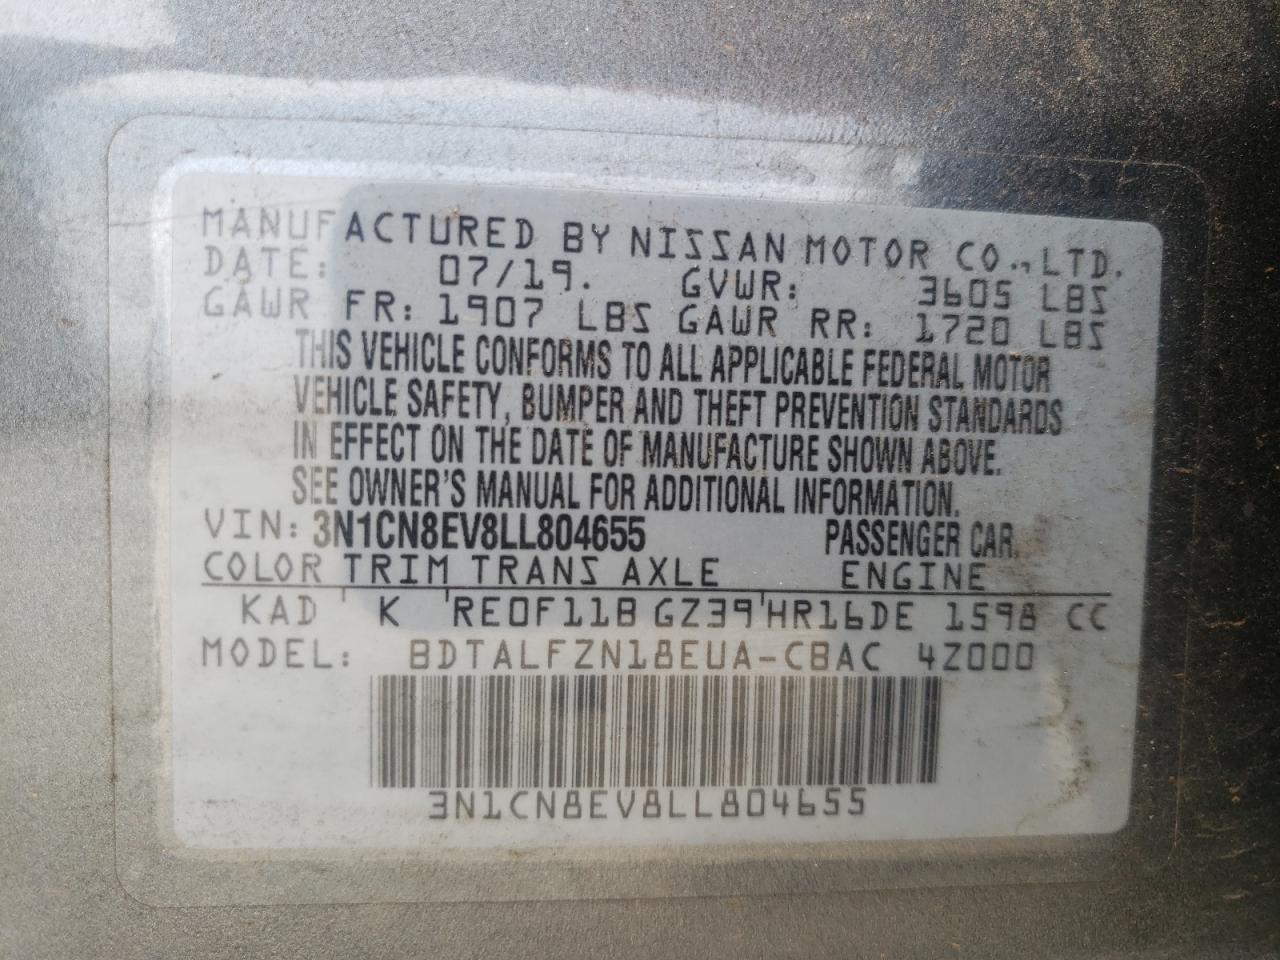 MANUFACTURED BY NISSAN MOTOR CO., LTD.
DATE: 07/19. GVWR: 3605 LBS
GAWR FR: 1907 LBS GAWR RR: 1720 LBS
THIS VEHICLE CONFORMS TO ALL APPLICABLE FEDERAL MOTOR
VEHICLE SAFETY, BUMPER AND THEFT PREVENTION STANDARDS
IN EFFECT ON THE DATE OF MANUFACTURE SHOWN ABOVE.
SEE OWNER'S MANUAL FOR ADDITIONAL INFORMATION.
VIN: 3N1CN8EV8LL804655 PASSENGER CAR
COLOR TRIM TRANS AXLE ENGINE
KAD K RE0F11B GZ39 HR16DE 1598 CC
MODEL: BDTALFZN18EUA-CBAC 4Z000
3N1CN8EV8LL804655